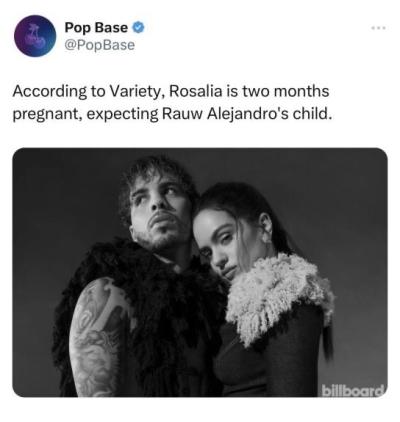 Pop Base
@PopBase
According to Variety, Rosalia is two months
pregnant, expecting Rauw Alejandro's child.
billboard